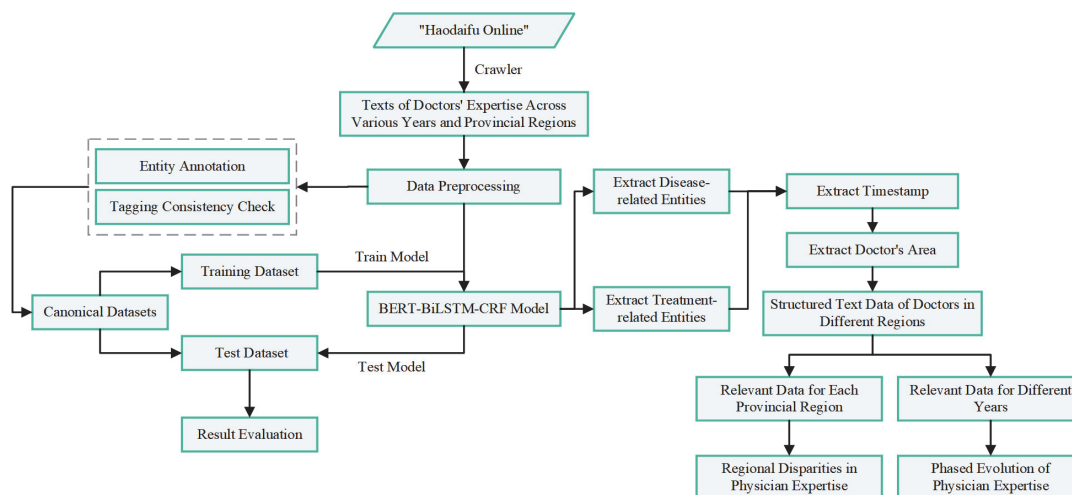 "Haodaifu Online"
Crawler
Texts of Doctors' Expertise Across
Various Years and Provincial Regions
Entity Annotation
Tagging Consistency Check
Data Preprocessing
Extract Disease-
related Entities
Extract Timestamp
Extract Doctor's Area
Training Dataset
Train Model
Canonical Datasets
BERT-BiLSTM-CRF Model
Extract Treatment-
related Entities
Structured Text Data of Doctors in
Different Regions
Test Dataset
Test Model
Result Evaluation
Relevant Data for Each
Provincial Region
Relevant Data for Different
Years
Regional Disparities in
Physician Expertise
Phased Evolution of
Physician Expertise